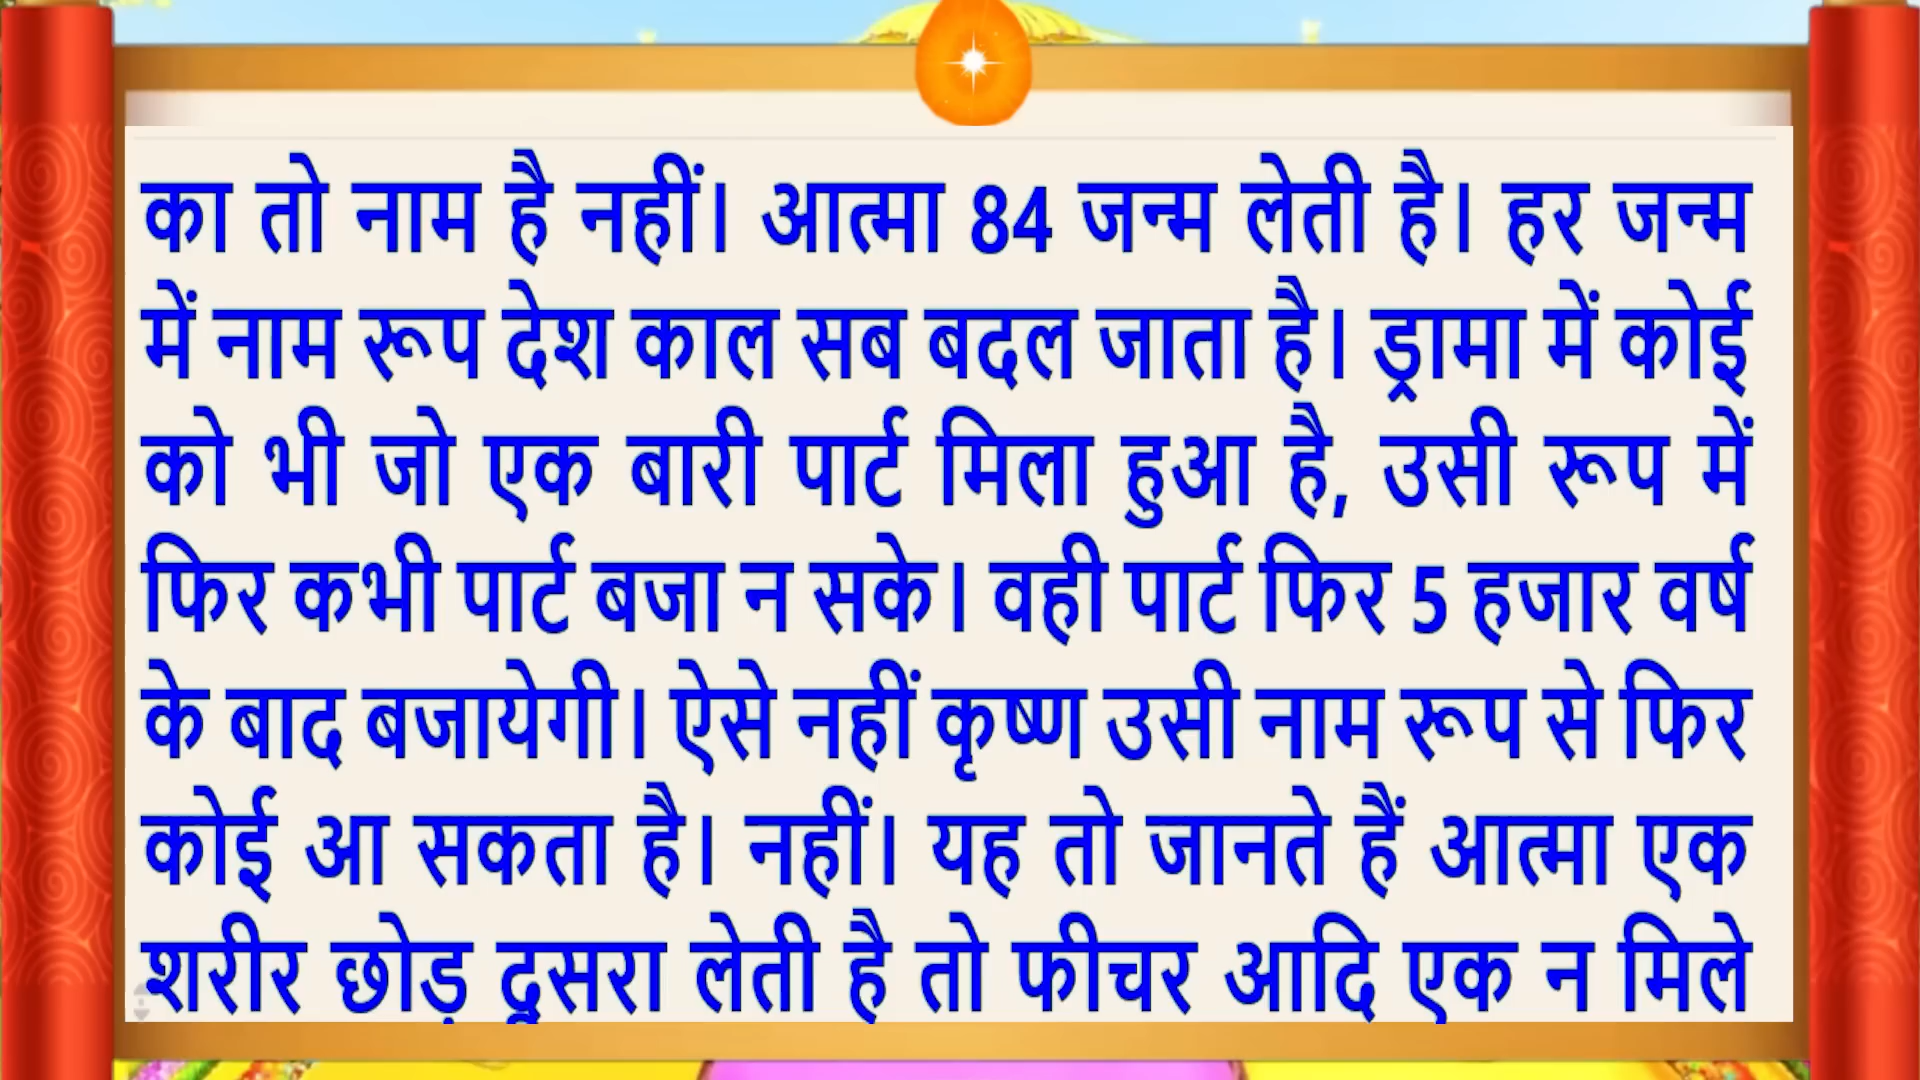 का तो नाम है नहीं। आत्मा 84 जन्म लेती है। हर जन्म
में नाम रूप देश काल सब बदल जाता है। ड्रामा में कोई
को भी जो एक बारी पार्ट मिला हुआ है, उसी रूप में
फिर कभी पार्ट बजा न सके। वही पार्ट फिर 5 हजार वर्ष
के बाद बजायेगी। ऐसे नहीं कृष्ण उसी नाम रूप से फिर
कोई आ सकता है। नहीं। यह तो जानते हैं आत्मा एक
शरीर छोड़ दूसरा लेती है तो फीचर आदि एक न मिले